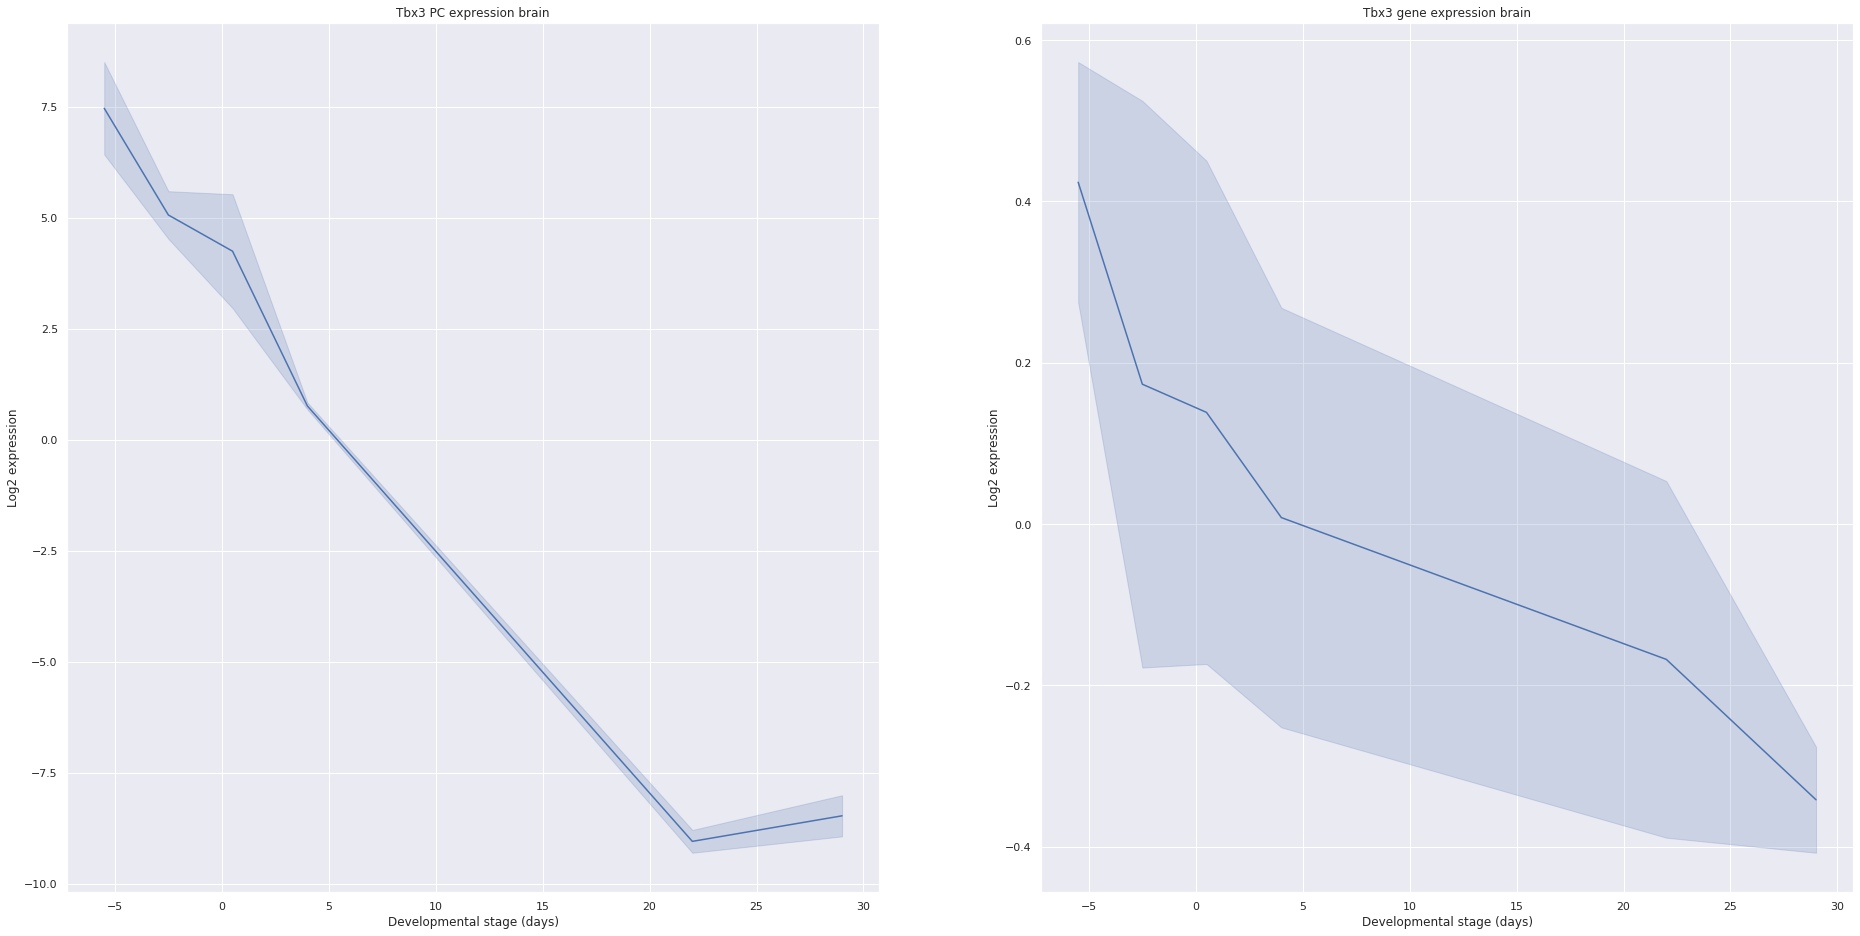 Tbx3 PC expression brain
Log2 expression
7.5
5.0
2.5
0.0
−2.5
−5.0
−7.5
−10.0
−5 0 5 10 15 20 25 30
Developmental stage (days)
Tbx3 gene expression brain
Log2 expression
0.6
0.4
0.2
0.0
−0.2
−0.4
−5 0 5 10 15 20 25 30
Developmental stage (days)